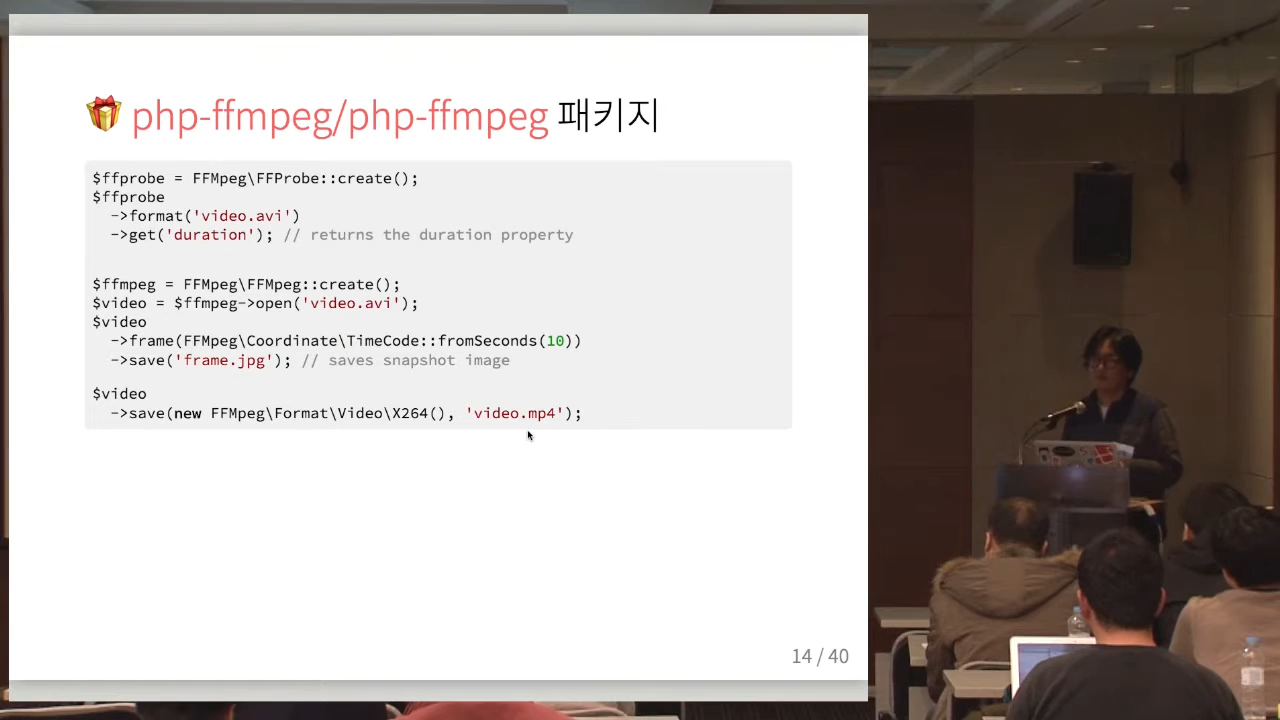 php-ffmpeg/php-ffmpeg 패키지
$ffprobe = FFMpeg\FFProbe::create();
$ffprobe
  ->format('video.avi')
  ->get('duration'); // returns the duration property
$ffmpeg = FFMpeg\FFMpeg::create();
$video = $ffmpeg->open('video.avi');
$video
  ->frame(FFMpeg\Coordinate\TimeCode::fromSeconds(10))
  ->save('frame.jpg'); // saves snapshot image
$video
  ->save(new FFMpeg\Format\Video\X264(), 'video.mp4');
14 / 40